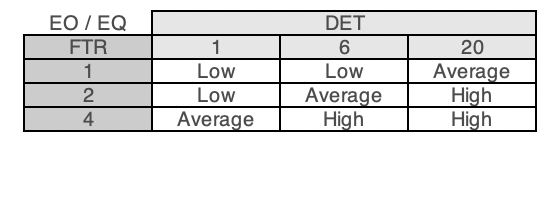 EO / EQ DET
FTR 1 6 20
1 Low Low Average
2 Low Average High
4 Average High High